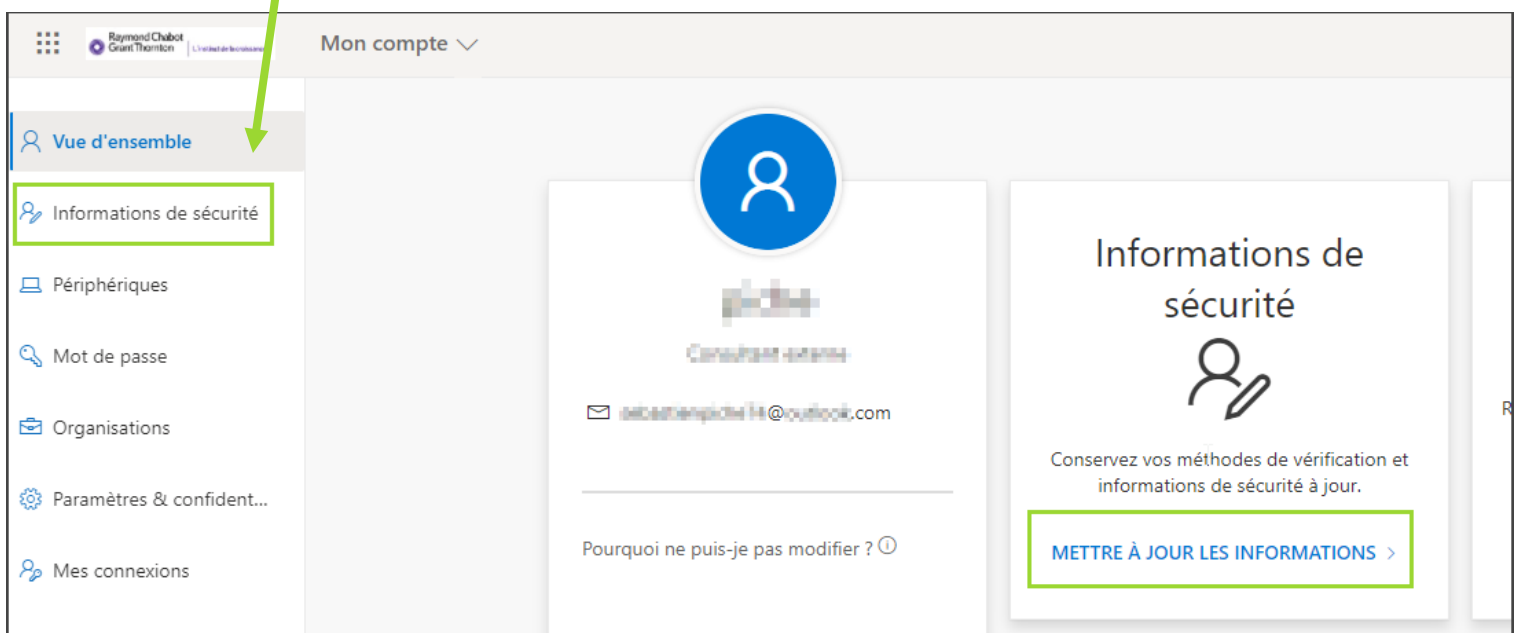 Raymond Chabot
Grant Thornton
Mon compte
Vue d'ensemble
Informations de sécurité
Périphériques
Mot de passe
Organisations
Paramètres & confident...
Mes connexions
@outlook.com
Pourquoi ne puis-je pas modifier ?
Informations de
sécurité
Conservez vos méthodes de vérification et
informations de sécurité à jour.
METTRE À JOUR LES INFORMATIONS >
R